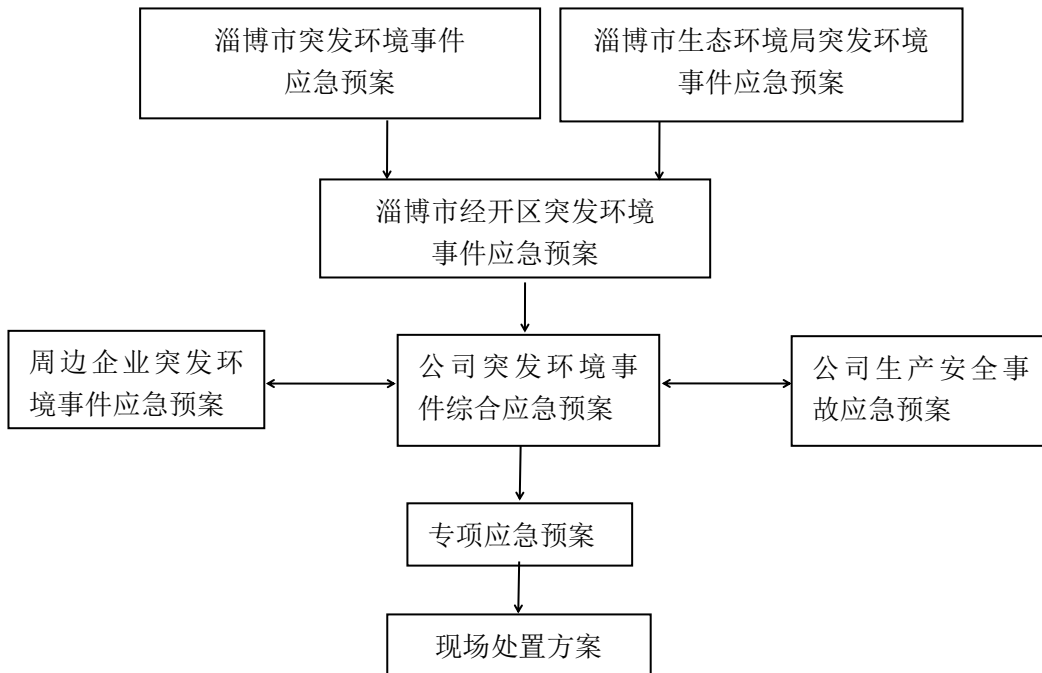 淄博市突发环境事件
应急预案
淄博市生态环境局突发环境
事件应急预案
淄博市经开区突发环境
事件应急预案
周边企业突发环
境事件应急预案
公司突发环境事
件综合应急预案
公司生产安全事
故应急预案
专项应急预案
现场处置方案